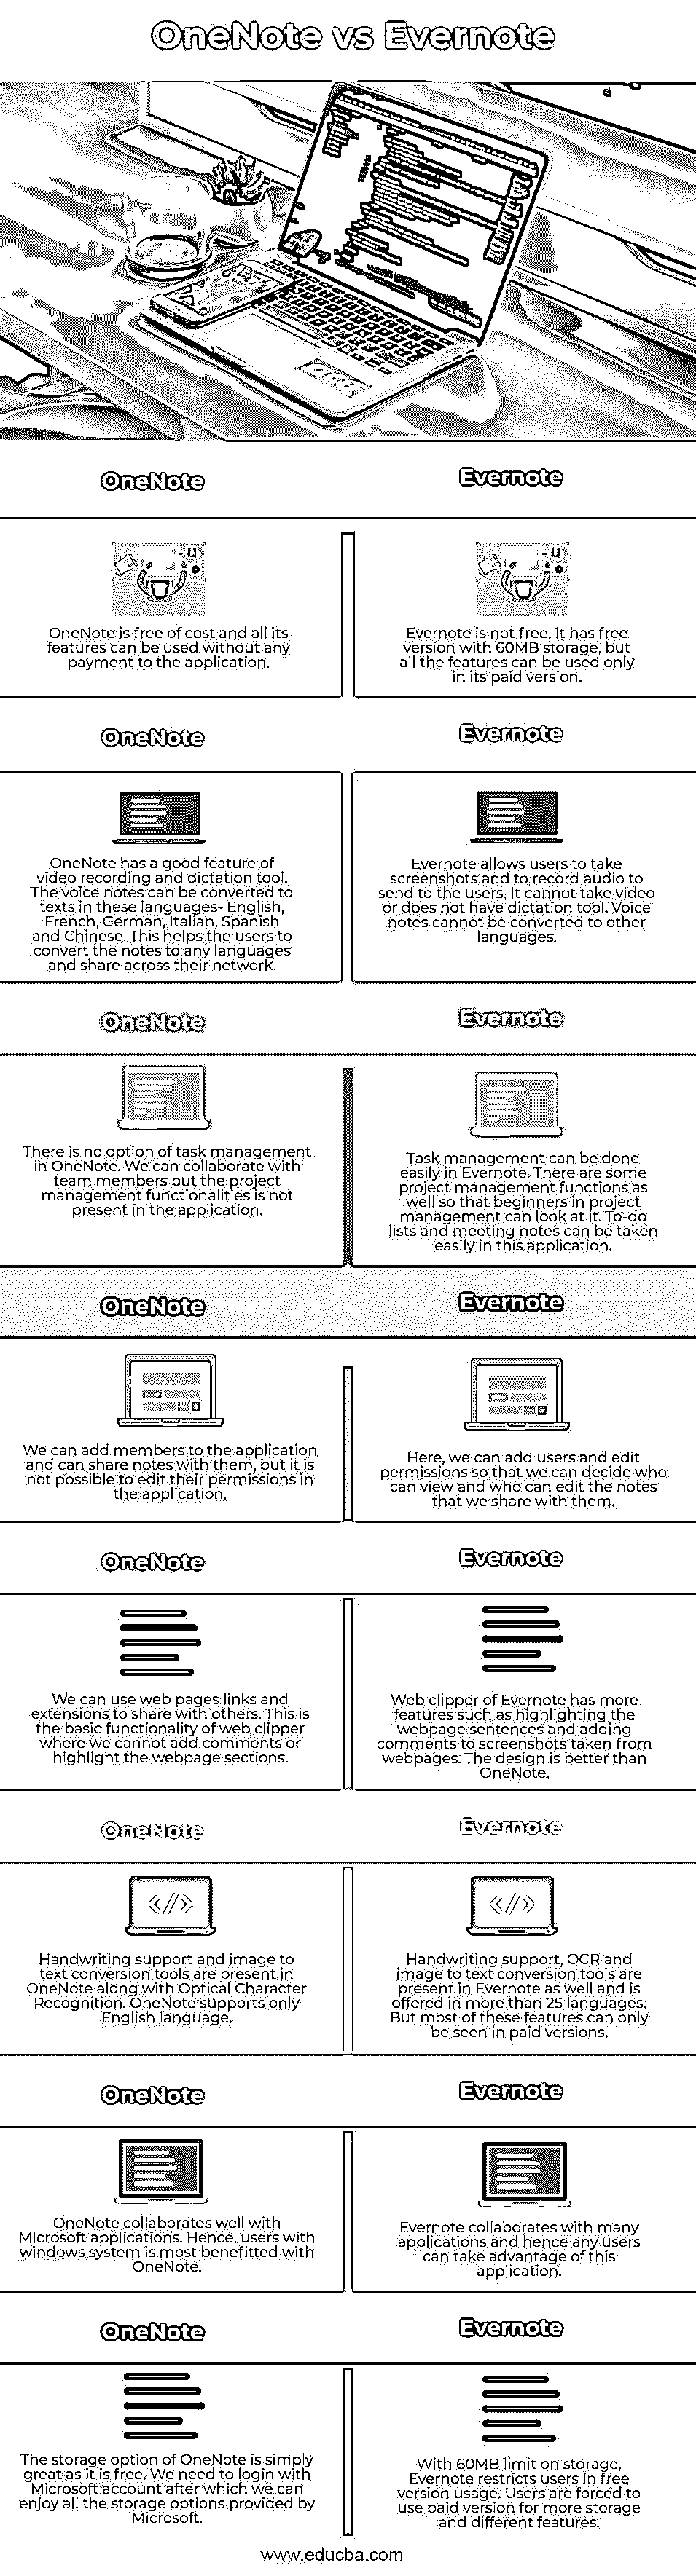 OneNote vs Evernote
OneNote
Evernote
OneNote is free of cost and all its
features can be used without any
payment to the application.
Evernote is not free. It has free
version with 60MB storage, but
all the features can be used only
in its paid version.
OneNote
Evernote
OneNote has a good feature of
video recording and dictation tool.
The voice notes can be converted to
texts in these languages- English,
French, German, Italian, Spanish
and Chinese. This helps the users to
convert the notes to any languages
and share across their network.
Evernote allows users to take
screenshots and to record audio to
send to the users. It cannot take video
or does not have dictation tool. Voice
notes cannot be converted to other
languages.
OneNote
Evernote
There is no option of task management
in OneNote. We can collaborate with
team members but the project
management functionalities is not
present in the application.
Task management can be done
easily in Evernote. There are some
project management functions as
well so that beginners in project
management can look at it. To-do
lists and meeting notes can be taken
easily in this application.
OneNote
Evernote
We can add members to the application
and can share notes with them, but it is
not possible to edit their permissions in
the application.
Here, we can add users and edit
permissions so that we can decide who
can view and who can edit the notes
that we share with them.
OneNote
Evernote
We can use web pages links and
extensions to share with others. This is
the basic functionality of web clipper
where we cannot add comments or
highlight the webpage sections.
Web clipper of Evernote has more
features such as highlighting the
webpage sentences and adding
comments to screenshots taken from
webpages. The design is better than
OneNote.
OneNote
Evernote
Handwriting support and image to
text conversion tools are present in
OneNote along with Optical Character
Recognition. OneNote supports only
English language.
Handwriting support, OCR and
image to text conversion tools are
present in Evernote as well and is
offered in more than 25 languages.
But most of these features can only
be seen in paid versions.
OneNote
Evernote
OneNote collaborates well with
Microsoft applications. Hence, users with
windows system is most benefitted with
OneNote.
Evernote collaborates with many
applications and hence any users
can take advantage of this
application.
OneNote
Evernote
The storage option of OneNote is simply
great as it is free. We need to login with
Microsoft account after which we can
enjoy all the storage options provided by
Microsoft.
With 60MB limit on storage,
Evernote restricts users in free
version usage. Users are forced to
use paid version for more storage
and different features.
www.educba.com